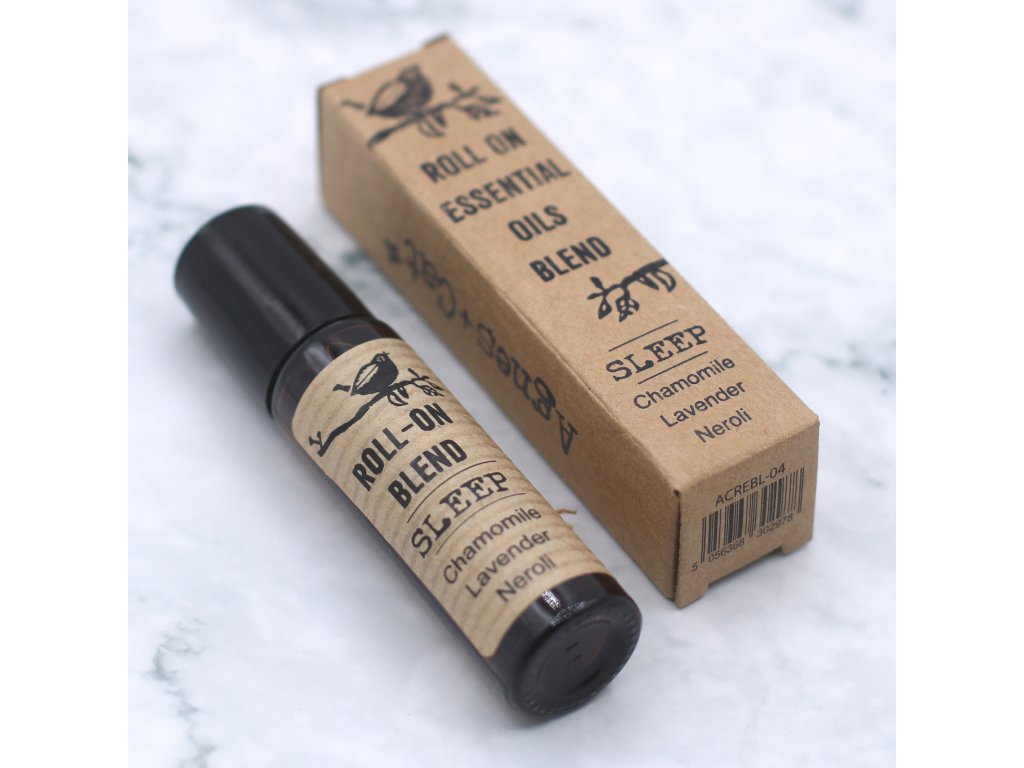 ROLL ON
ESSENTIAL
OILS
BLEND
SLEEP
Chamomile
Lavender
Neroli
Agnes+Cat
ACREBL-04
5 056368 302978
ROLL-ON
BLEND
SLEEP
Chamomile
Lavender
Neroli